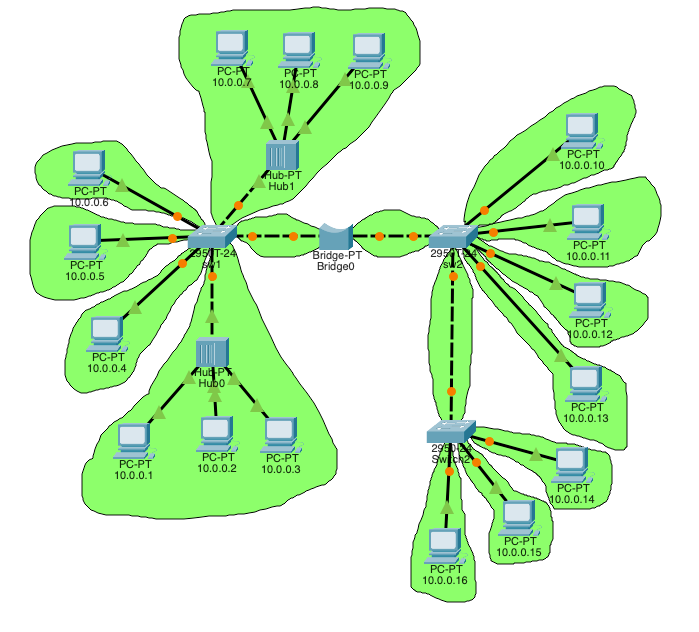 PC-PT
10.0.0.7
PC-PT
10.0.0.8
PC-PT
10.0.0.9
Hub-PT
Hub1
PC-PT
10.0.0.6
PC-PT
10.0.0.5
PC-PT
10.0.0.4
2950T-24
sw1
Bridge-PT
Bridge0
2950T-24
sw2
PC-PT
10.0.0.10
PC-PT
10.0.0.11
PC-PT
10.0.0.12
PC-PT
10.0.0.13
Hub-PT
Hub0
PC-PT
10.0.0.1
PC-PT
10.0.0.2
PC-PT
10.0.0.3
2950-24
Switch2
PC-PT
10.0.0.14
PC-PT
10.0.0.15
PC-PT
10.0.0.16